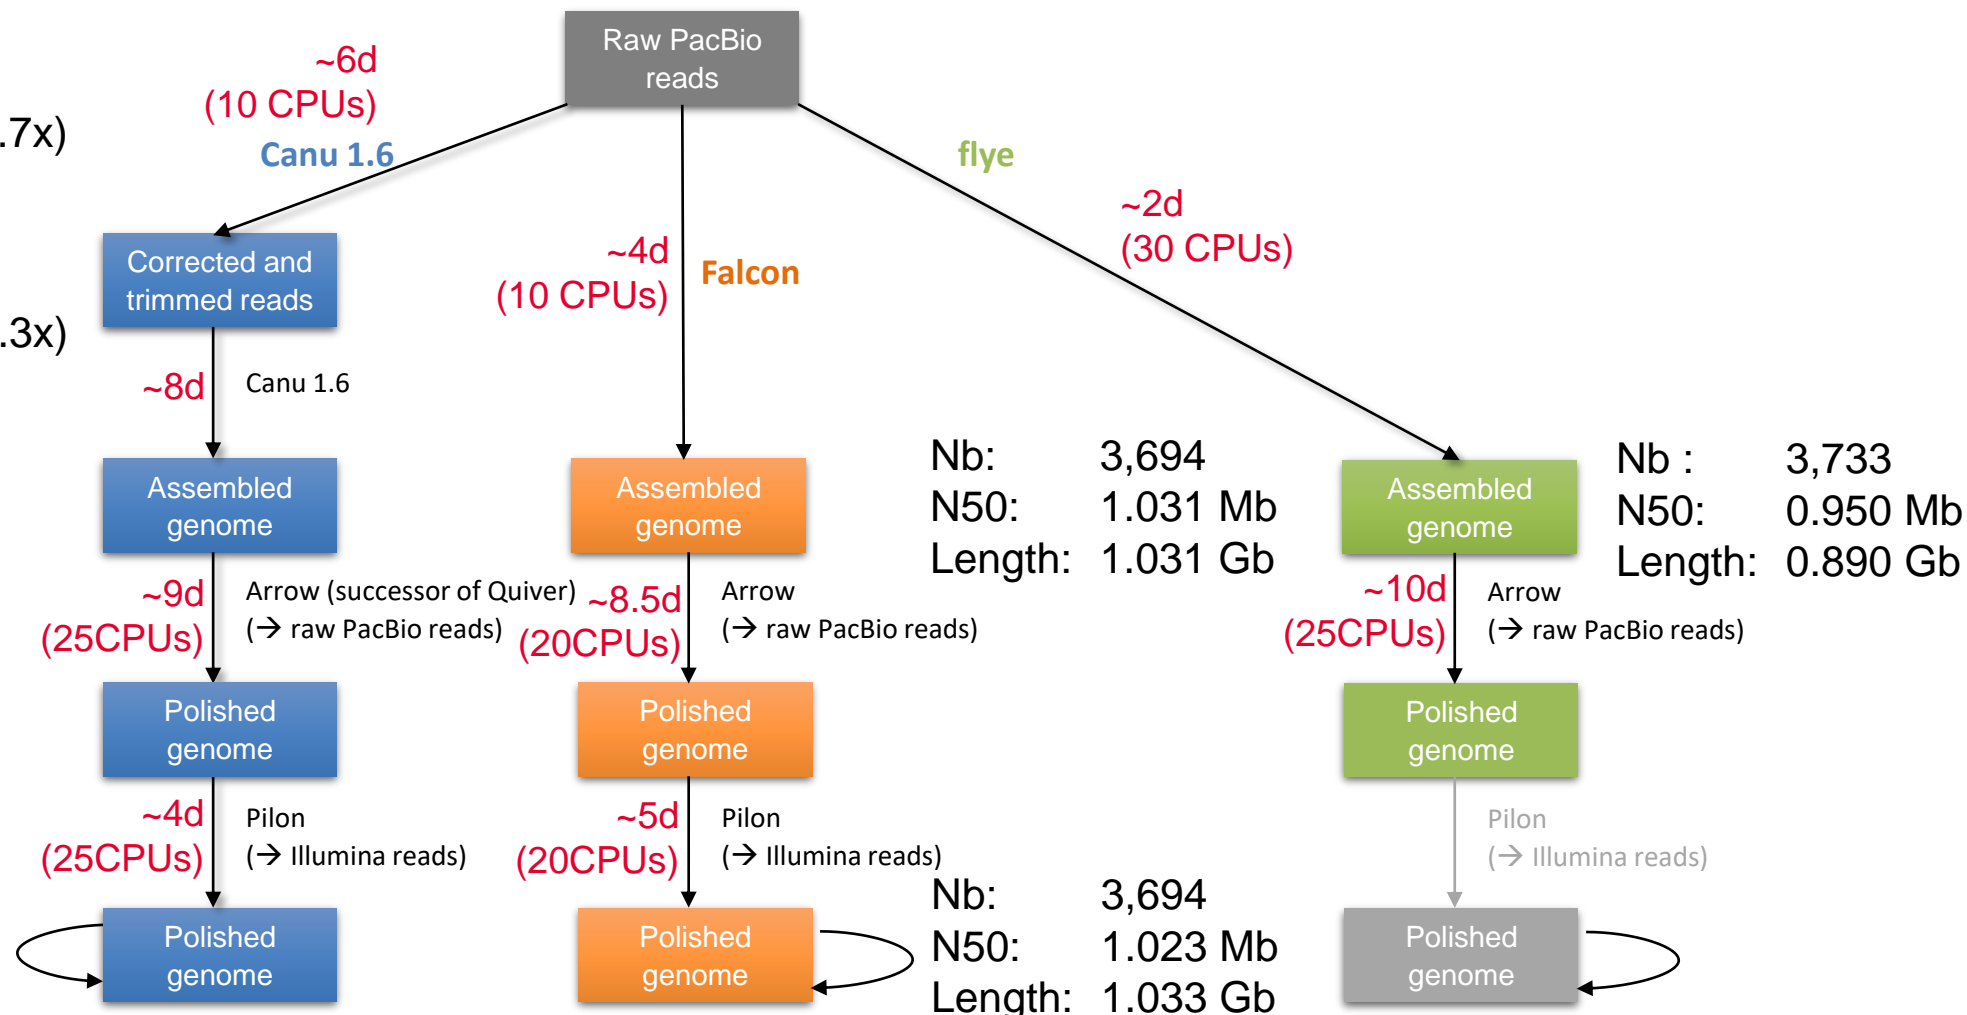 Raw PacBio
reads
~6d
(10 CPUs)
.7x)
Canu 1.6
flye
~2d
(30 CPUs)
Corrected and
trimmed reads
~4d
(10 CPUs)
Falcon
.3x)
~8d
Canu 1.6
Assembled
genome
Assembled
genome
Nb: 3,694
N50: 1.031 Mb
Length: 1.031 Gb
Assembled
genome
Nb : 3,733
N50: 0.950 Mb
Length: 0.890 Gb
~9d
(25CPUs)
Arrow (successor of Quiver)
(→ raw PacBio reads)
~8.5d
(20CPUs)
Arrow
(→ raw PacBio reads)
~10d
(25CPUs)
Arrow
(→ raw PacBio reads)
Polished
genome
Polished
genome
Polished
genome
~4d
(25CPUs)
Pilon
(→ Illumina reads)
~5d
(20CPUs)
Pilon
(→ Illumina reads)
Pilon
(→ Illumina reads)
Polished
genome
Polished
genome
Nb: 3,694
N50: 1.023 Mb
Length: 1.033 Gb
Polished
genome